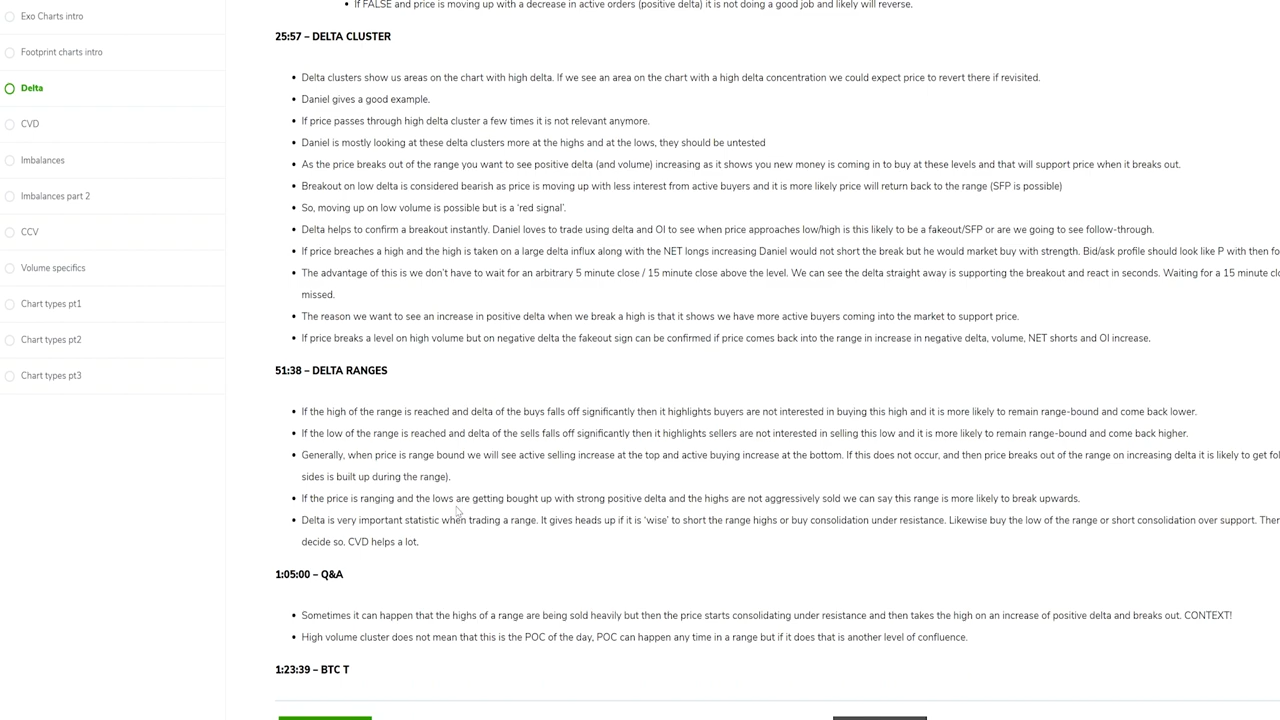 Exo Charts intro
Footprint charts intro
Delta
CVD
Imbalances
Imbalances part 2
CCV
Volume specifics
Chart types pt1
Chart types pt2
Chart types pt3
If FALSE and price is moving up with a decrease in active orders (positive delta) it is not doing a good job and likely will reverse.
25:57 – DELTA CLUSTER
Delta clusters show us areas on the chart with high delta. If we see an area on the chart with a high delta concentration we could expect price to revert there if revisited.
Daniel gives a good example.
If price passes through high delta cluster a few times it is not relevant anymore.
Daniel is mostly looking at these delta clusters more at the highs and at the lows, they should be untested
As the price breaks out of the range you want to see positive delta (and volume) increasing as it shows you new money is coming in to buy at these levels and that will support price when it breaks out.
Breakout on low delta is considered bearish as price is moving up with less interest from active buyers and it is more likely price will return back to the range (SFP is possible)
So, moving up on low volume is possible but is a ‘red signal’.
Delta helps to confirm a breakout instantly. Daniel loves to trade using delta and OI to see when price approaches low/high is this likely to be a fakeout/SFP or are we going to see follow-through.
If price breaches a high and the high is taken on a large delta influx along with the NET longs increasing Daniel would not short the break but he would market buy with strength. Bid/ask profile should look like P with then fo
The advantage of this is we don’t have to wait for an arbitrary 5 minute close / 15 minute close above the level. We can see the delta straight away is supporting the breakout and react in seconds. Waiting for a 15 minute clo
missed.
The reason we want to see an increase in positive delta when we break a high is that it shows we have more active buyers coming into the market to support price.
If price breaks a level on high volume but on negative delta the fakeout sign can be confirmed if price comes back into the range in increase in negative delta, volume, NET shorts and OI increase.
51:38 – DELTA RANGES
If the high of the range is reached and delta of the buys falls off significantly then it highlights buyers are not interested in buying this high and it is more likely to remain range-bound and come back lower.
If the low of the range is reached and delta of the sells falls off significantly then it highlights sellers are not interested in selling this low and it is more likely to remain range-bound and come back higher.
Generally, when price is range bound we will see active selling increase at the top and active buying increase at the bottom. If this does not occur, and then price breaks out of the range on increasing delta it is likely to get fol
sides is built up during the range).
If the price is ranging and the lows are getting bought up with strong positive delta and the highs are not aggressively sold we can say this range is more likely to break upwards.
Delta is very important statistic when trading a range. It gives heads up if it is ‘wise’ to short the range highs or buy consolidation under resistance. Likewise buy the low of the range or short consolidation over support. Ther
decide so. CVD helps a lot.
1:05:00 – Q&A
Sometimes it can happen that the highs of a range are being sold heavily but then the price starts consolidating under resistance and then takes the high on an increase of positive delta and breaks out. CONTEXT!
High volume cluster does not mean that this is the POC of the day, POC can happen any time in a range but if it does that is another level of confluence.
1:23:39 – BTC T